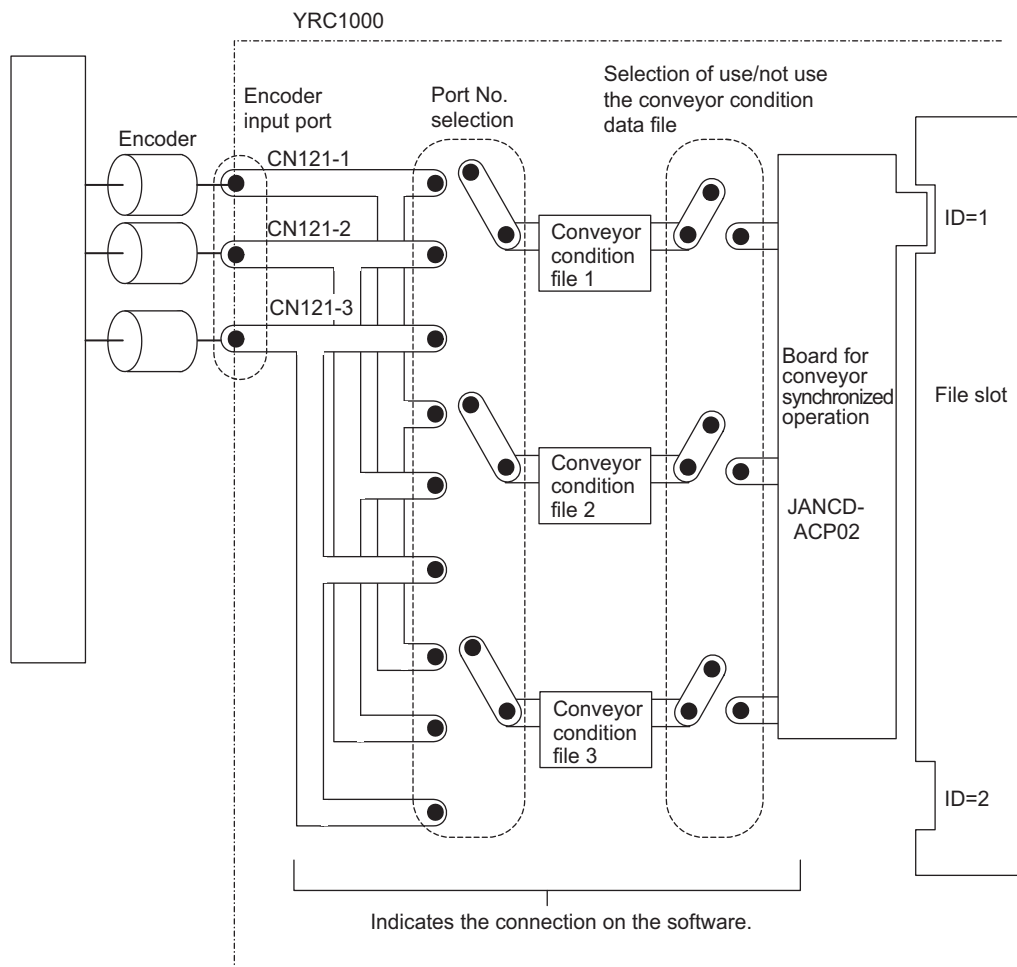 YRC1000
Selection of use/not use
the conveyor condition
data file
Encoder
input port
Port No.
selection
Encoder
CN121-1
CN121-2
CN121-3
Conveyor
condition
file 1
Conveyor
condition
file 2
Conveyor
condition
file 3
Board for
conveyor
synchronized
operation
JANCD-
ACP02
ID=1
File slot
ID=2
Indicates the connection on the software.